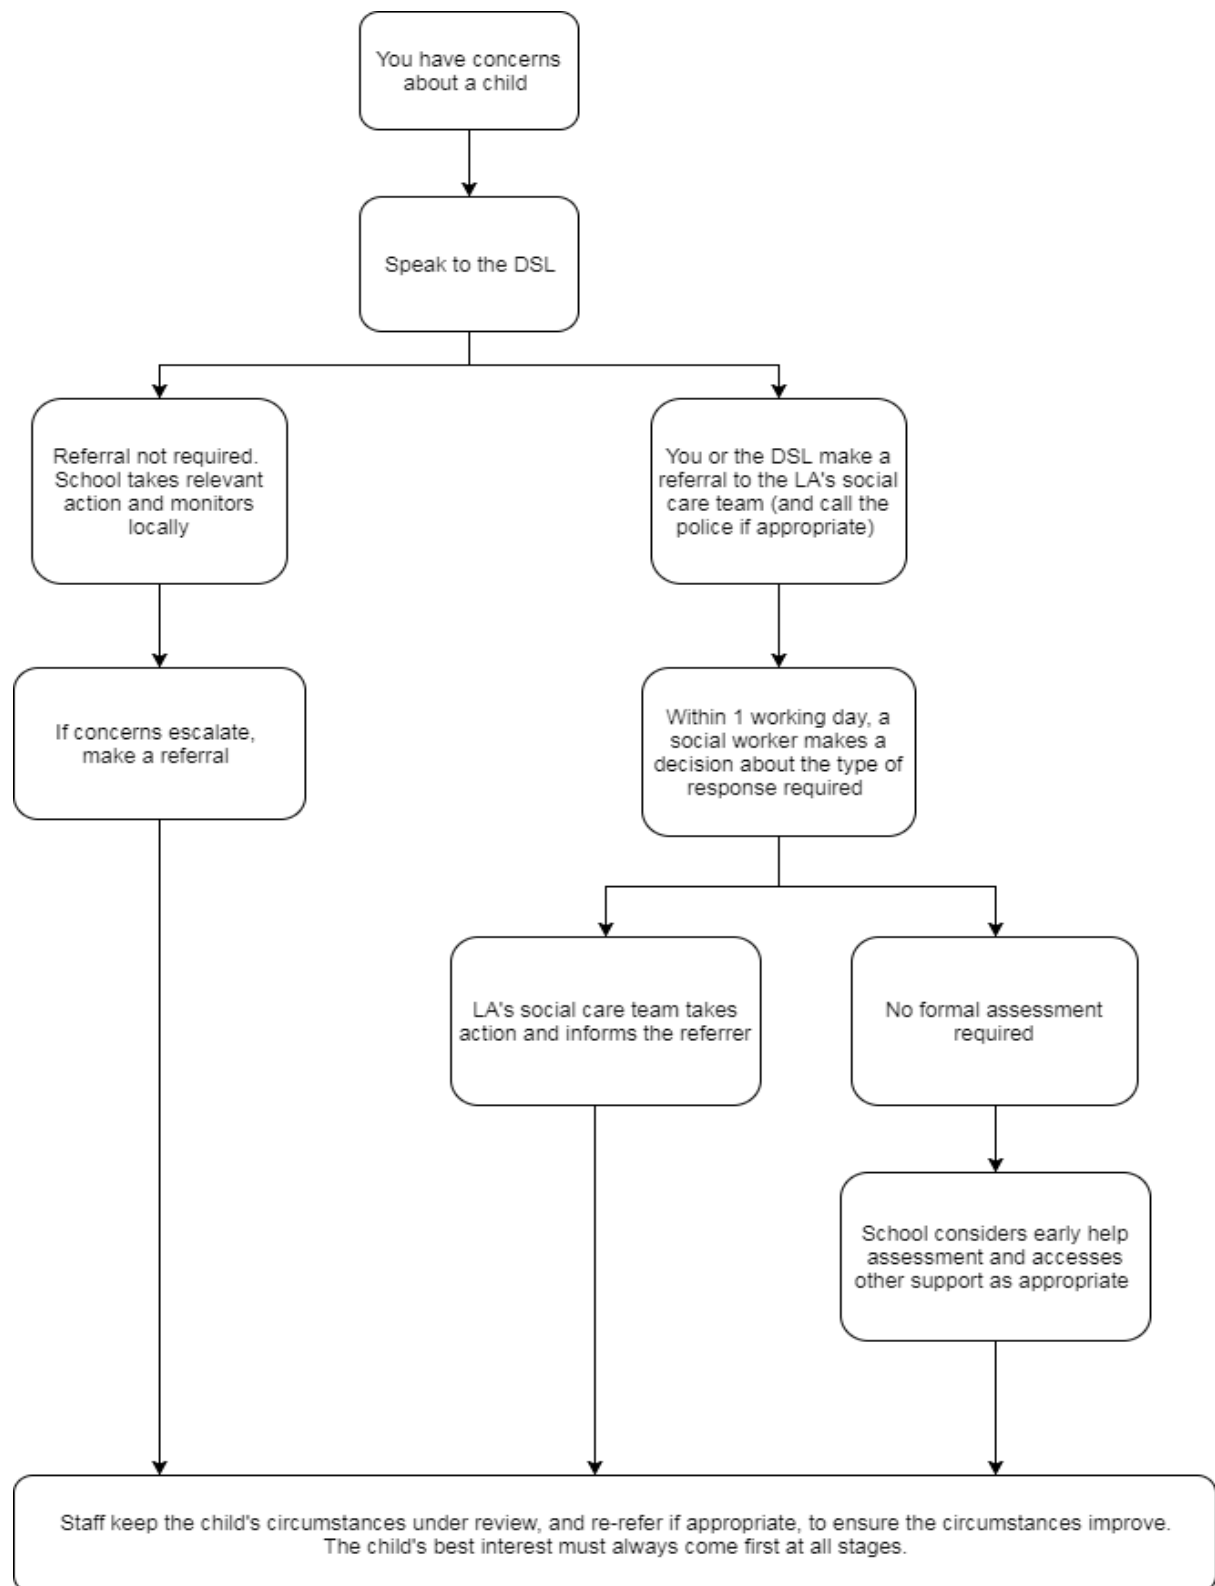 You have concerns
about a child
Speak to the DSL
Referral not required.
School takes relevant
action and monitors
locally
You or the DSL make a
referral to the LA's social
care team (and call the
police if appropriate)
If concerns escalate,
make a referral
Within 1 working day, a
social worker makes a
decision about the type of
response required
LA's social care team takes
action and informs the referrer
No formal assessment
required
School considers early help
assessment and accesses
other support as appropriate
Staff keep the child's circumstances under review, and re-refer if appropriate, to ensure the circumstances improve.
The child's best interest must always come first at all stages.